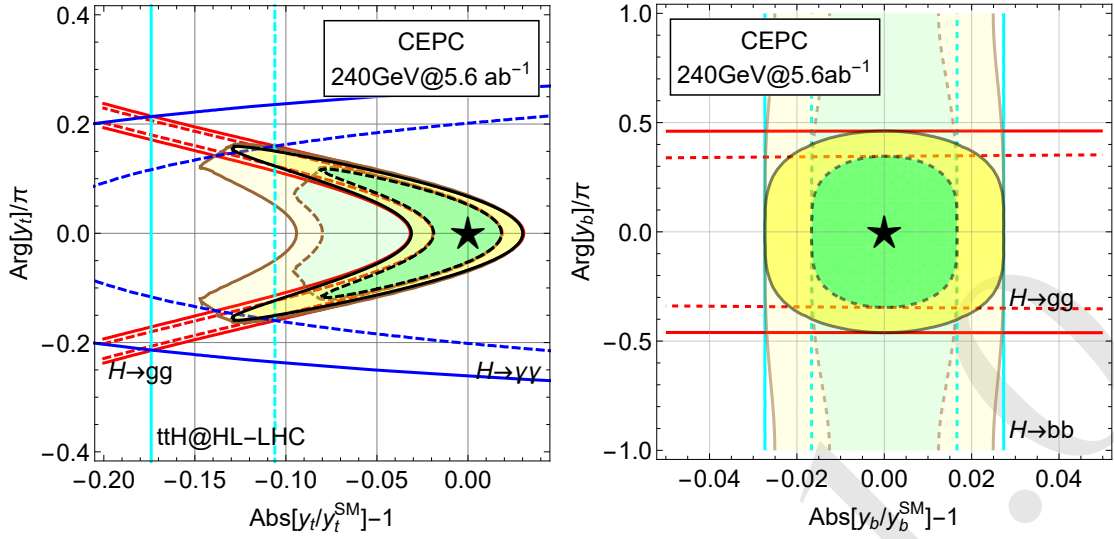 CEPC
240GeV@5.6 ab⁻¹
H→gg
H→γγ
ttH@HL−LHC
0.4
0.2
0.0
−0.2
−0.4
Arg[y_t]/π
−0.20
−0.15
−0.10
−0.05
0.00
Abs[y_t/y_t^SM]−1
CEPC
240GeV@5.6ab⁻¹
H→gg
H→bb
1.0
0.5
0.0
−0.5
−1.0
Arg[y_b]/π
−0.04
−0.02
0.00
0.02
0.04
Abs[y_b/y_b^SM]−1